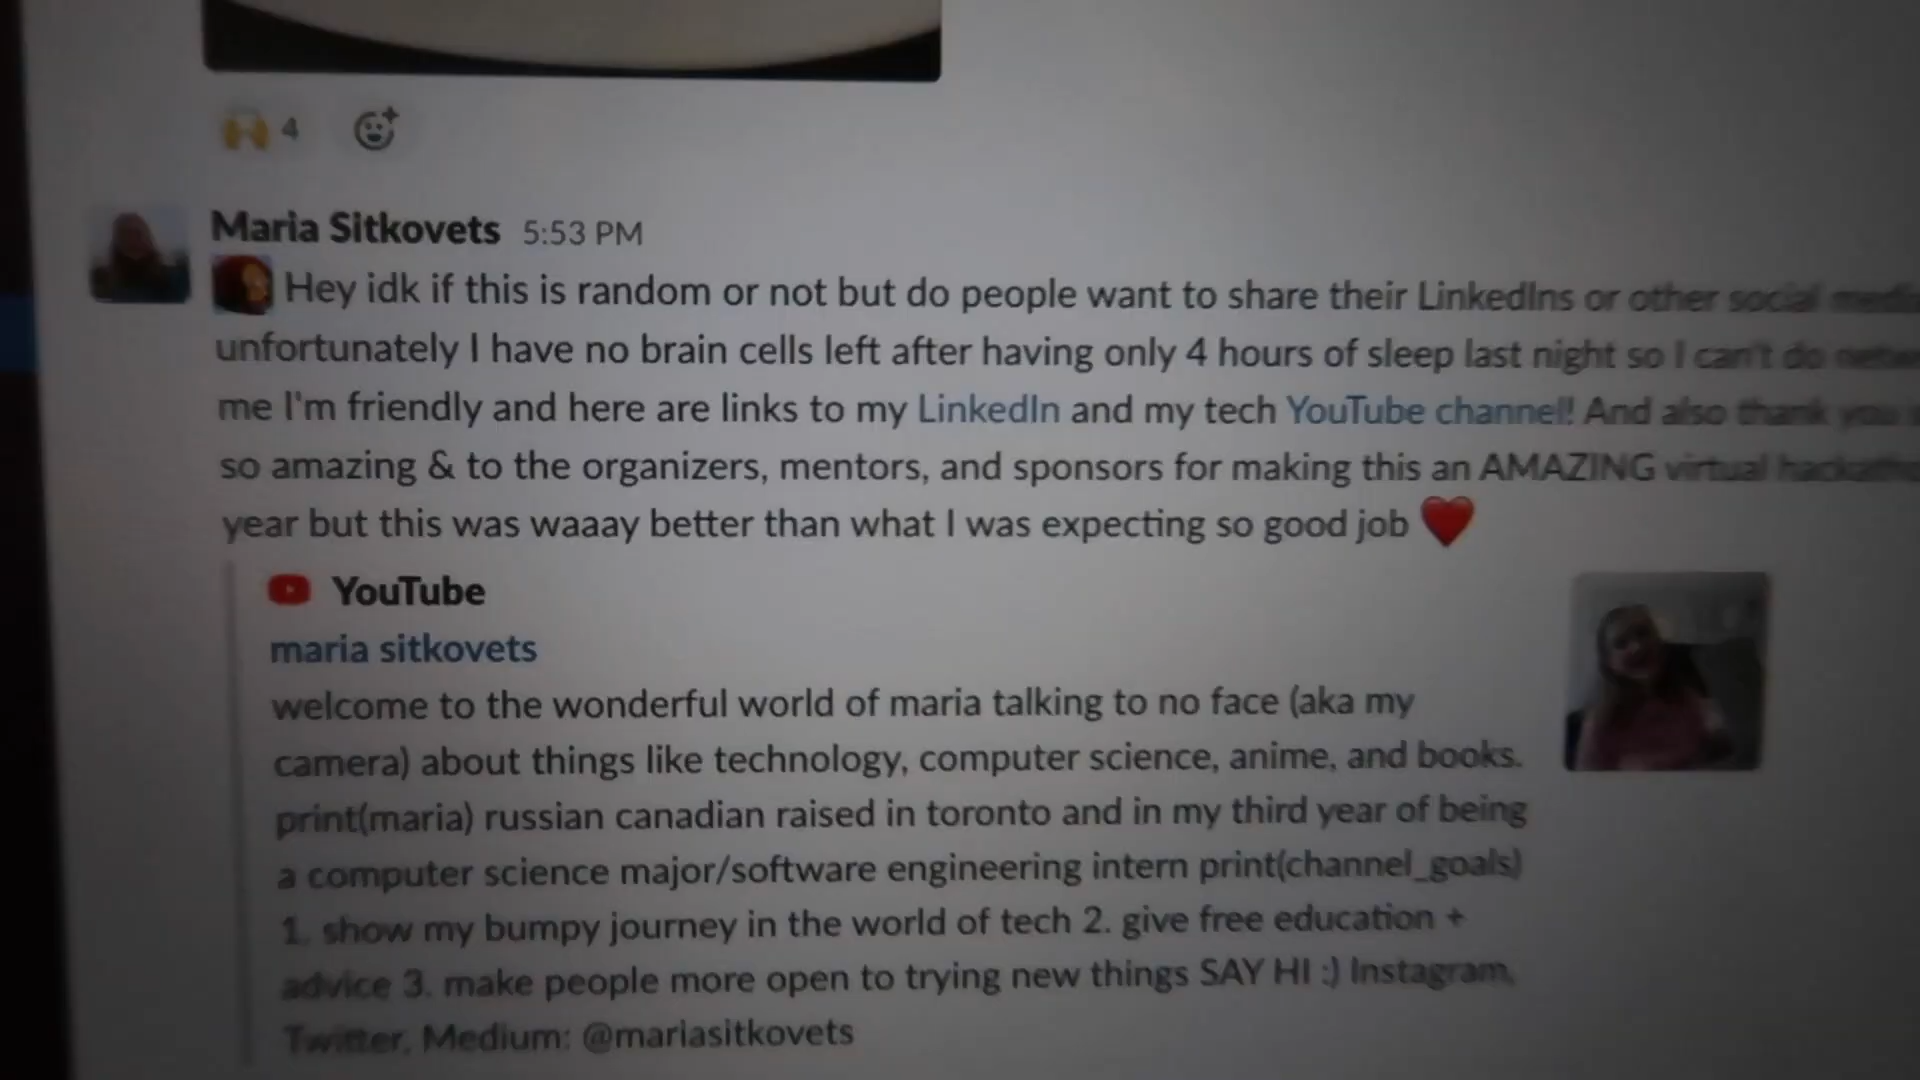 4
Maria Sitkovets 5:53 PM
Hey idk if this is random or not but do people want to share their LinkedIns or other social
unfortunately I have no brain cells left after having only 4 hours of sleep last night so I can't do
me I'm friendly and here are links to my LinkedIn and my tech YouTube channel! And also thank you
so amazing & to the organizers, mentors, and sponsors for making this an AMAZING virtual
year but this was waaay better than what I was expecting so good job
YouTube
maria sitkovets
welcome to the wonderful world of maria talking to no face (aka my
camera) about things like technology, computer science, anime, and books.
print(maria) russian canadian raised in toronto and in my third year of being
a computer science major/software engineering intern print(channel_goals)
1. show my bumpy journey in the world of tech 2. give free education +
advice 3. make people more open to trying new things SAY HI :) Instagram,
Twitter, Medium: @mariasitkovets